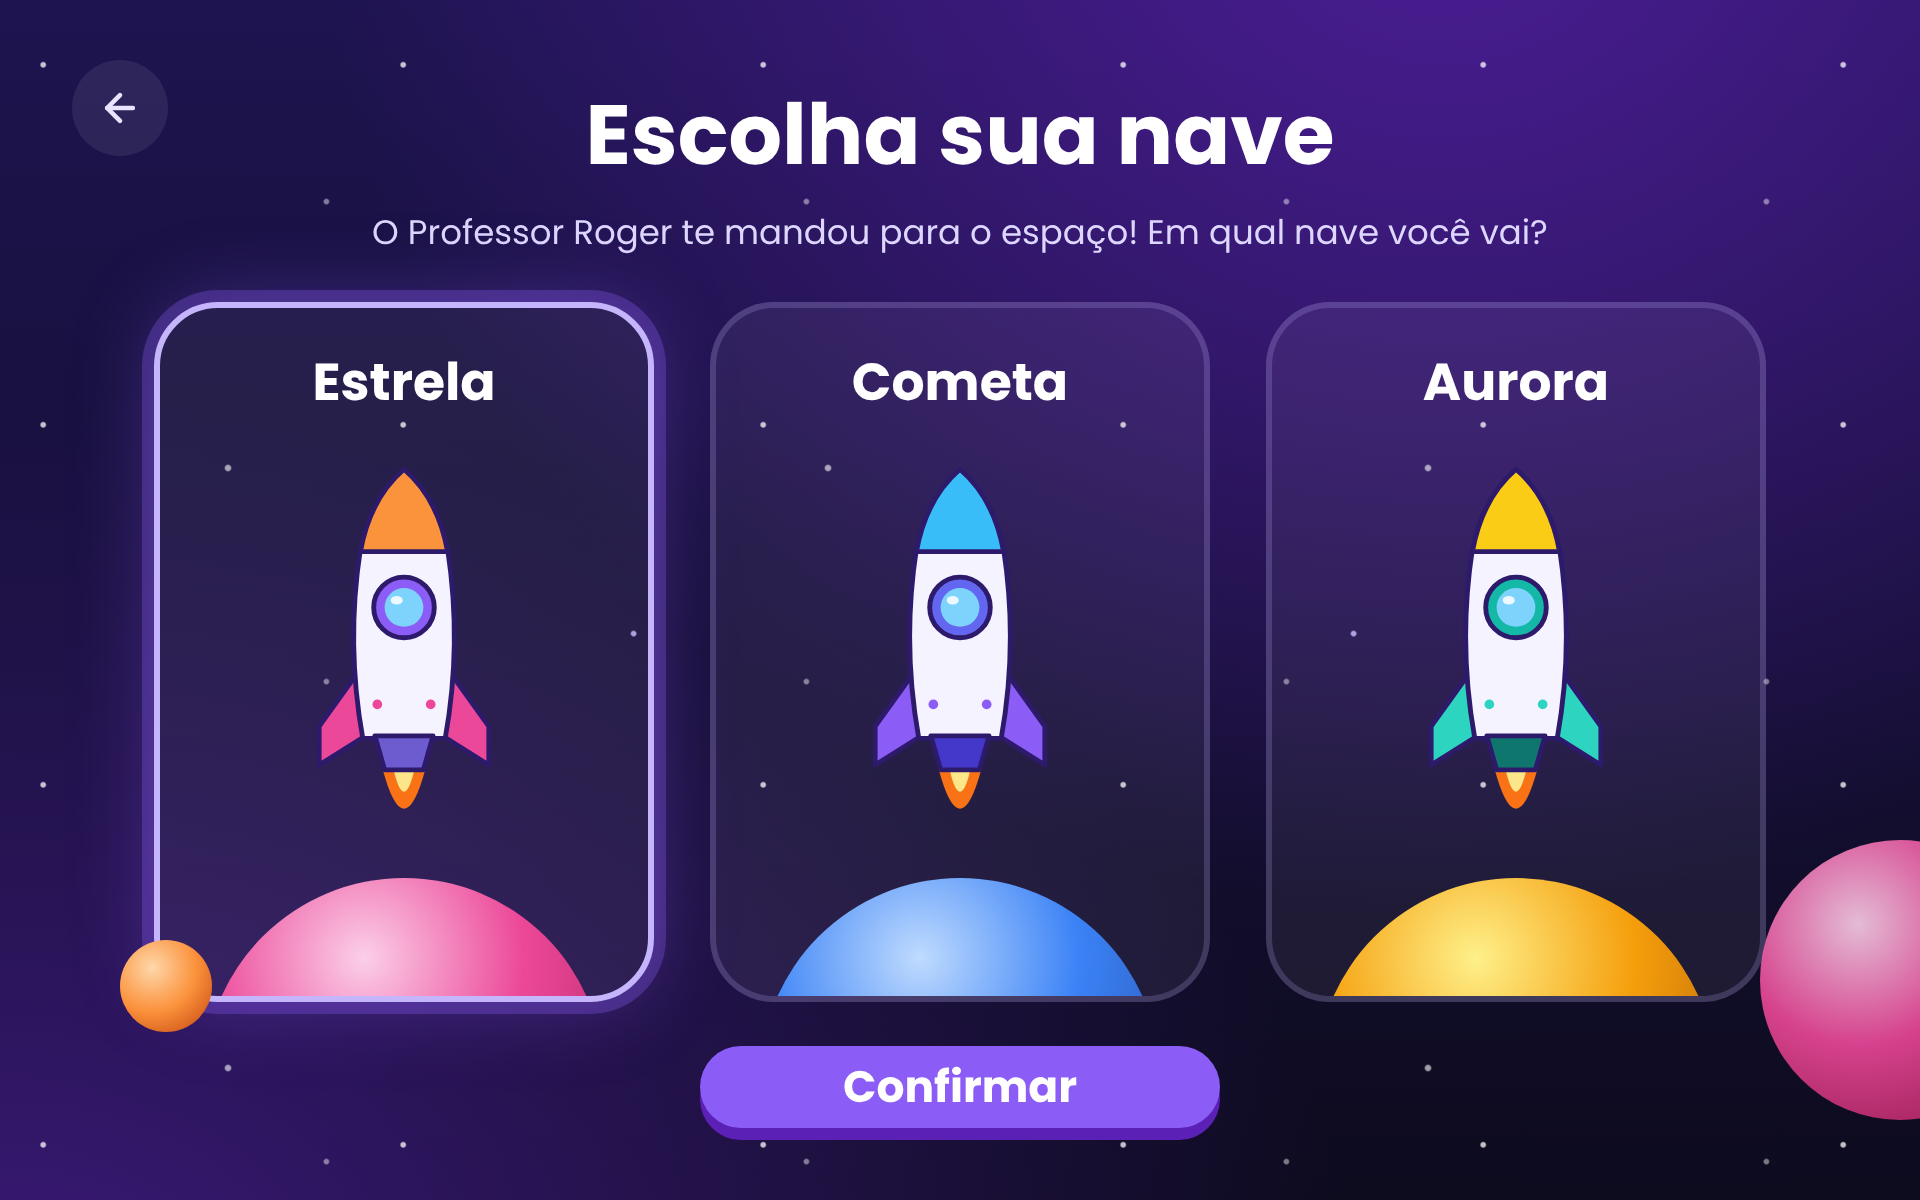 Escolha sua nave
O Professor Roger te mandou para o espaço! Em qual nave você vai?
Estrela
Cometa
Aurora
Confirmar